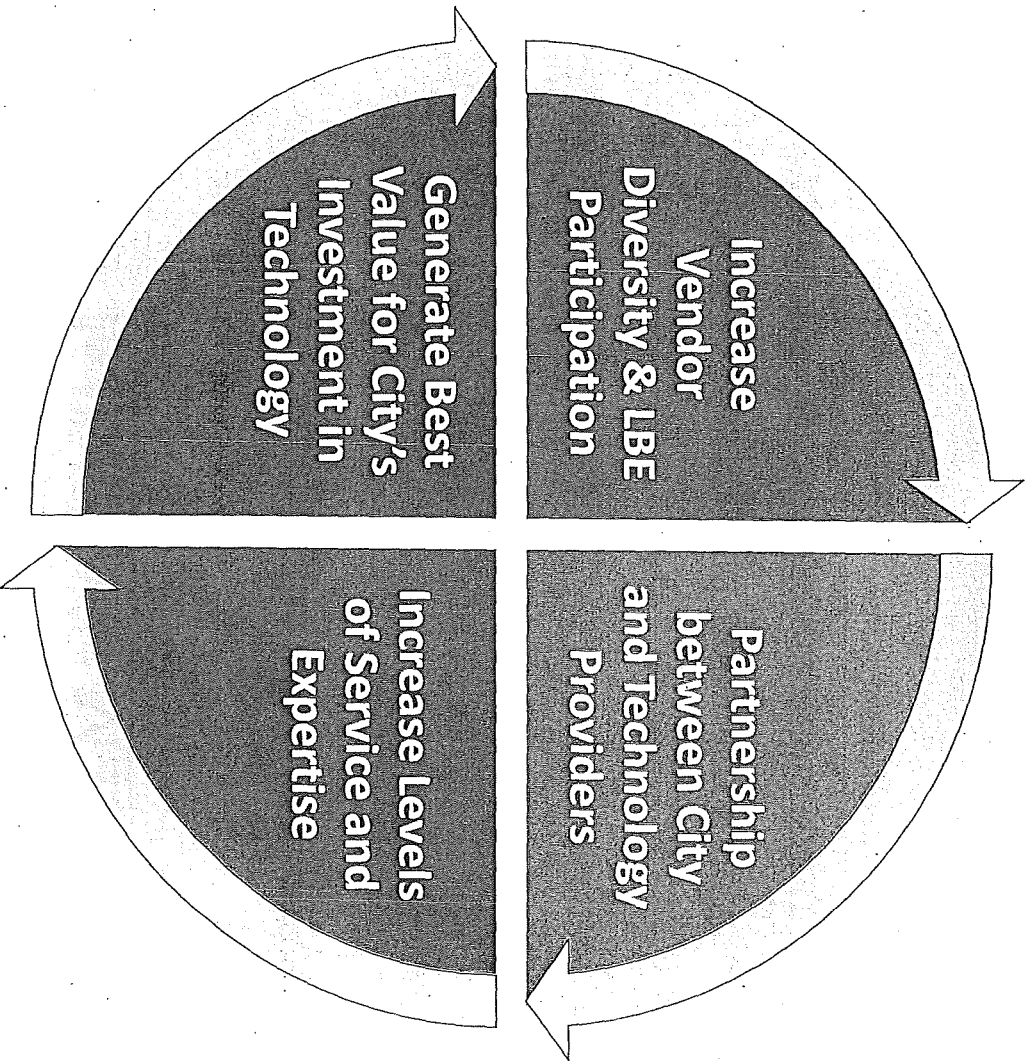 Increase
Vendor
Diversity & LBE
Participation
Partnership
between City
and Technology
Providers
Increase Levels
of Service and
Expertise
Generate Best
Value for City's
Investment in
Technology